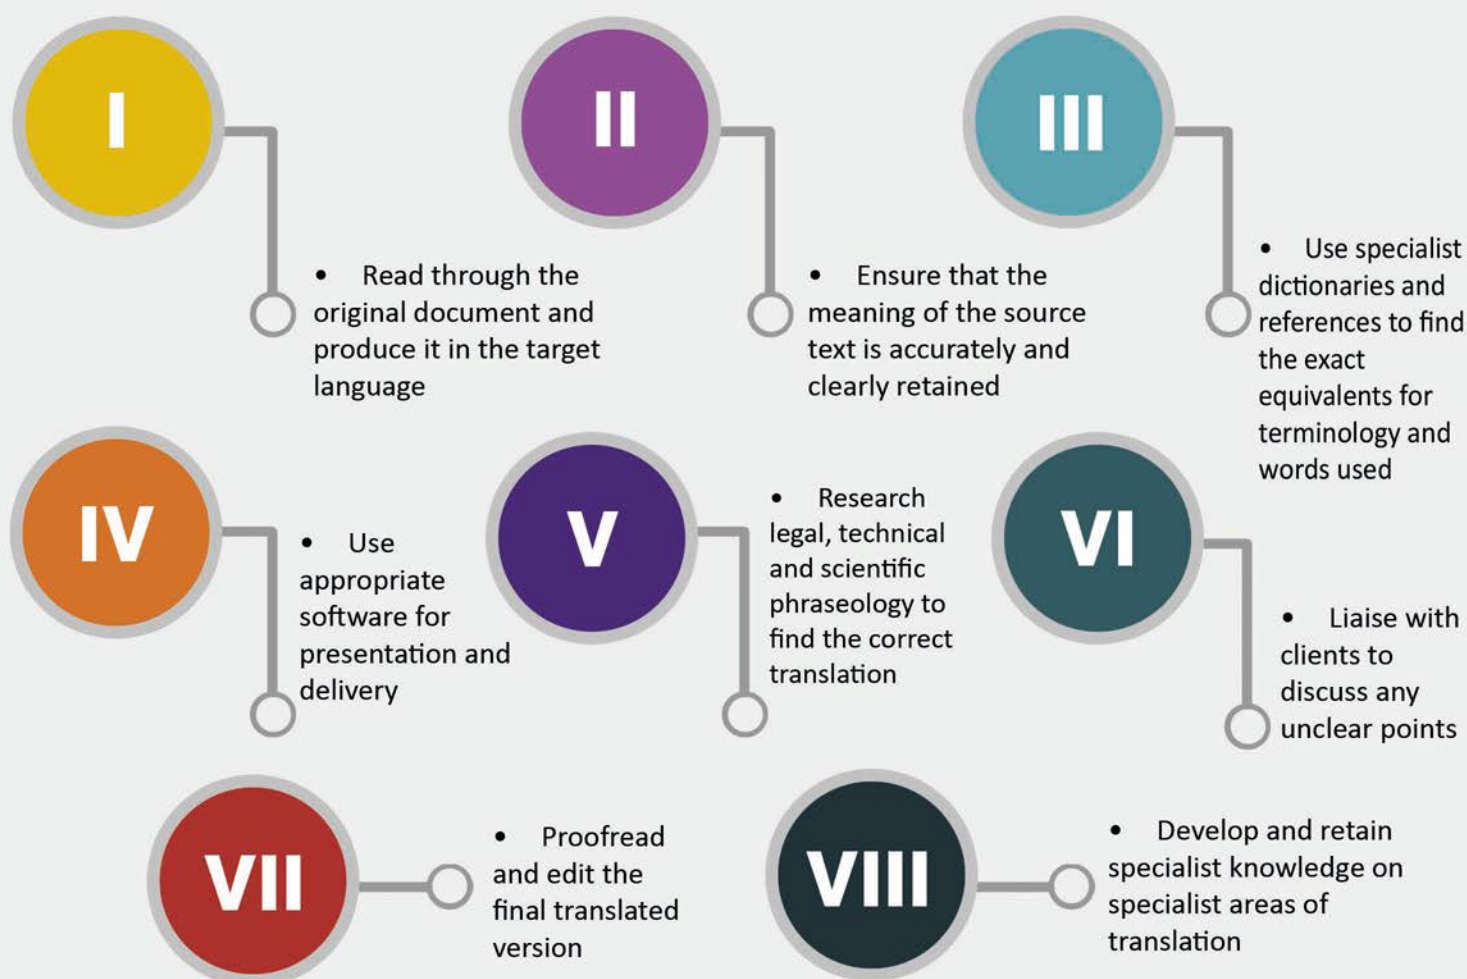 I
• Read through the
original document and
produce it in the target
language
II
• Ensure that the
meaning of the source
text is accurately and
clearly retained
III
• Use specialist
dictionaries and
references to find
the exact
equivalents for
terminology and
words used
IV
• Use
appropriate
software for
presentation and
delivery
V
• Research
legal, technical
and scientific
phraseology to
find the correct
translation
VI
• Liaise with
clients to
discuss any
unclear points
VII
• Proofread
and edit the
final translated
version
VIII
• Develop and retain
specialist knowledge on
specialist areas of
translation